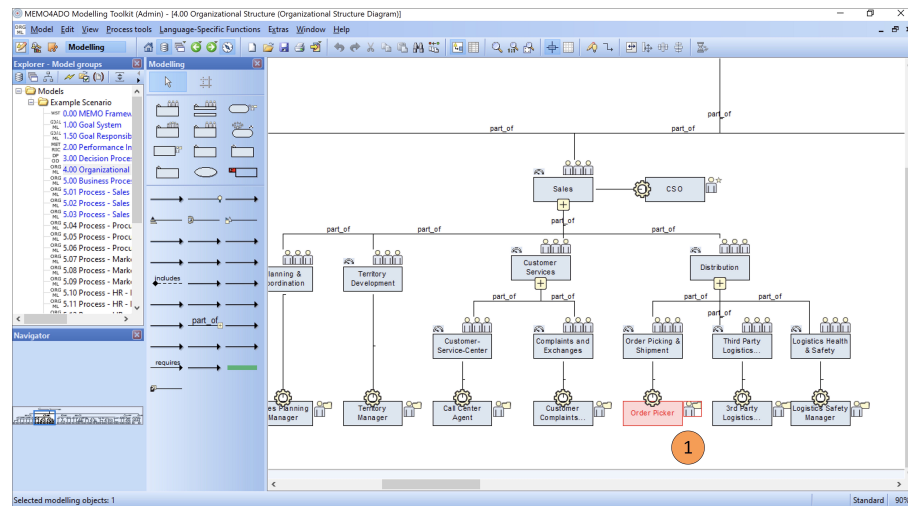 MEMO4ADO Modelling Toolkit (Admin) - [4.00 Organizational Structure (Organizational Structure Diagram)]
Model Edit View Process tools Language-Specific Functions Extras Window Help
Modelling
Explorer - Model groups
Models
Example Scenario
0.00 MEMO Framew
1.00 Goal System
1.50 Goal Responsib
2.00 Performance In
3.00 Decision Proce
4.00 Organizational
5.00 Business Proce
5.01 Process - Sales
5.02 Process - Sales
5.03 Process - Sales
5.04 Process - Procu
5.05 Process - Procu
5.06 Process - Procu
5.07 Process - Marke
5.08 Process - Marke
5.09 Process - Marke
5.10 Process - HR - I
5.11 Process - HR - I
Navigator
Modelling
includes
part_of
requires
part_of
part_of
part_of
Sales
CSO
part_of
part_of
part_of
part_of
lanning &
ordination
Territory
Development
Customer
Services
Distribution
part_of
part_of
part_of
part_of
part_of
Customer-
Service-Center
Complaints and
Exchanges
Order Picking &
Shipment
Third Party
Logistics...
Logistics Health
& Safety
es Planning
Manager
Territory
Manager
Call Center
Agent
Customer
Complaints...
Order Picker
3rd Party
Logistics...
Logistics Safety
Manager
1
Selected modelling objects: 1
Standard
90%